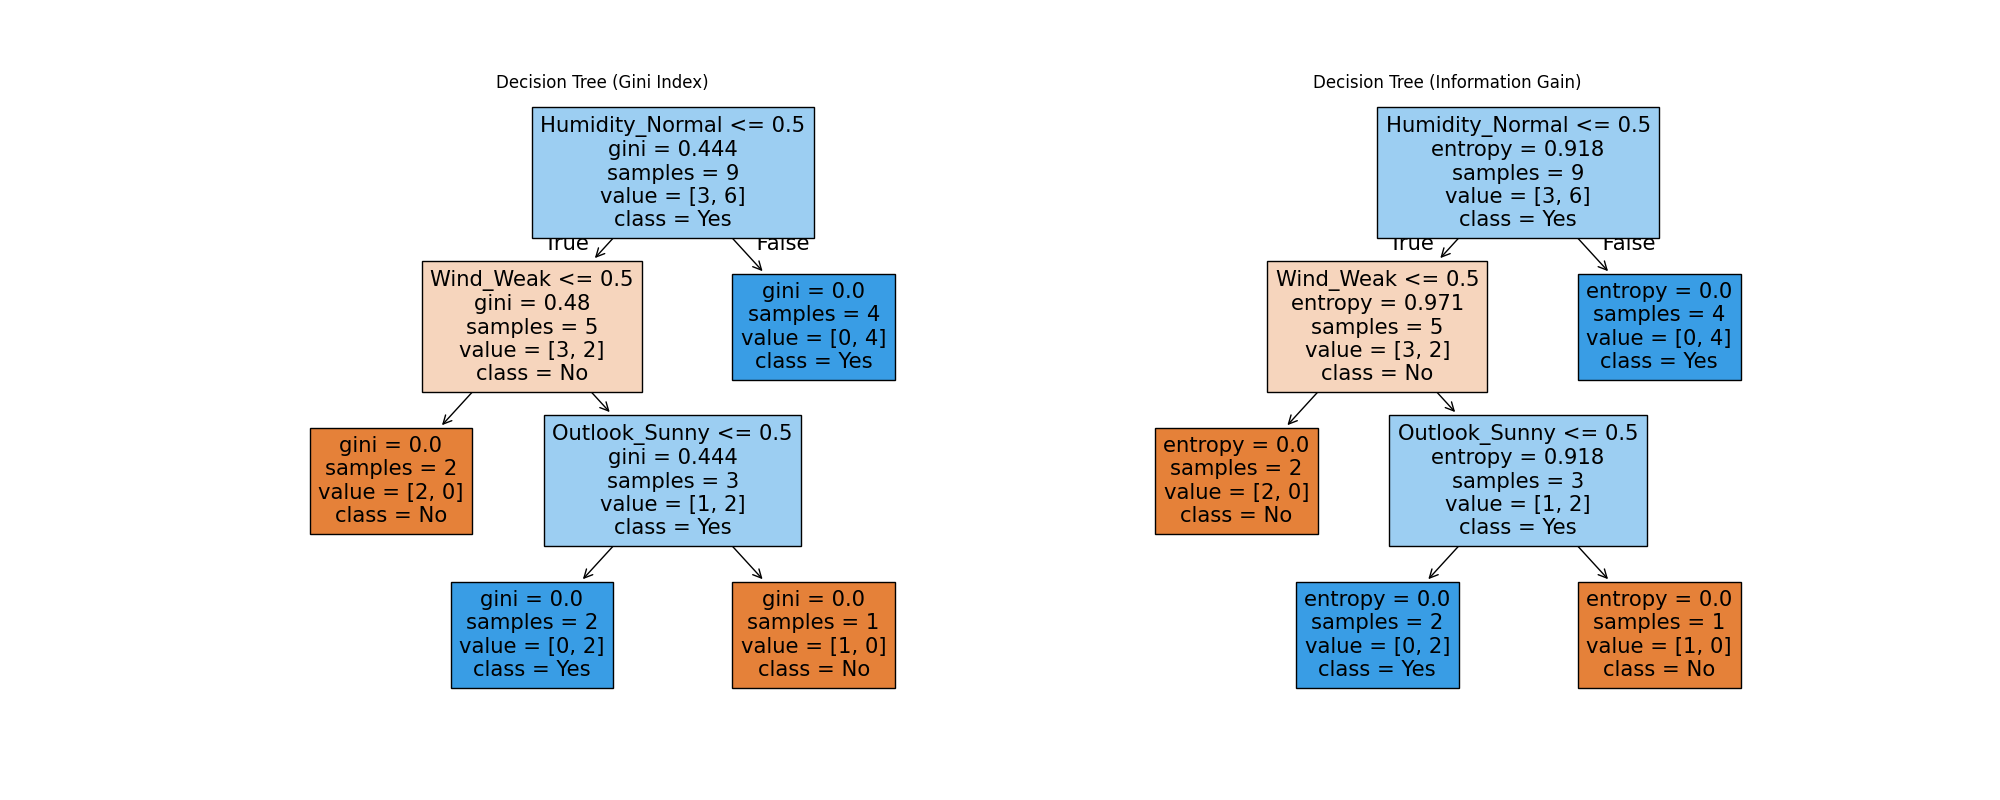 Decision Tree (Gini Index)
Humidity_Normal <= 0.5
gini = 0.444
samples = 9
value = [3, 6]
class = Yes
True
False
Wind_Weak <= 0.5
gini = 0.48
samples = 5
value = [3, 2]
class = No
gini = 0.0
samples = 4
value = [0, 4]
class = Yes
gini = 0.0
samples = 2
value = [2, 0]
class = No
Outlook_Sunny <= 0.5
gini = 0.444
samples = 3
value = [1, 2]
class = Yes
gini = 0.0
samples = 2
value = [0, 2]
class = Yes
gini = 0.0
samples = 1
value = [1, 0]
class = No
Decision Tree (Information Gain)
Humidity_Normal <= 0.5
entropy = 0.918
samples = 9
value = [3, 6]
class = Yes
True
False
Wind_Weak <= 0.5
entropy = 0.971
samples = 5
value = [3, 2]
class = No
entropy = 0.0
samples = 4
value = [0, 4]
class = Yes
entropy = 0.0
samples = 2
value = [2, 0]
class = No
Outlook_Sunny <= 0.5
entropy = 0.918
samples = 3
value = [1, 2]
class = Yes
entropy = 0.0
samples = 2
value = [0, 2]
class = Yes
entropy = 0.0
samples = 1
value = [1, 0]
class = No